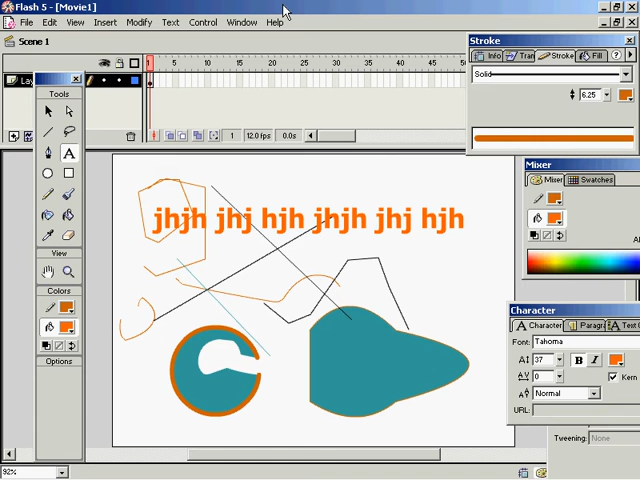 Flash 5 - [Movie1]
File Edit View Insert Modify Text Control Window Help
Scene 1
Stroke
Info Tra Stroke Fill ?
Solid
6.25
1 5 10 15 20 25 30 35 40 45
Lay
1 12.0 fps 0.0s
Tools
A
View
Colors
Options
jhjh jhj hjh jhjh jhj hjh
Mixer
Mixer Swatches
Character
A Character Paragr Text O
Font: Tahoma
37 B I
0 Kern
Normal
URL:
Tweening: None
92%